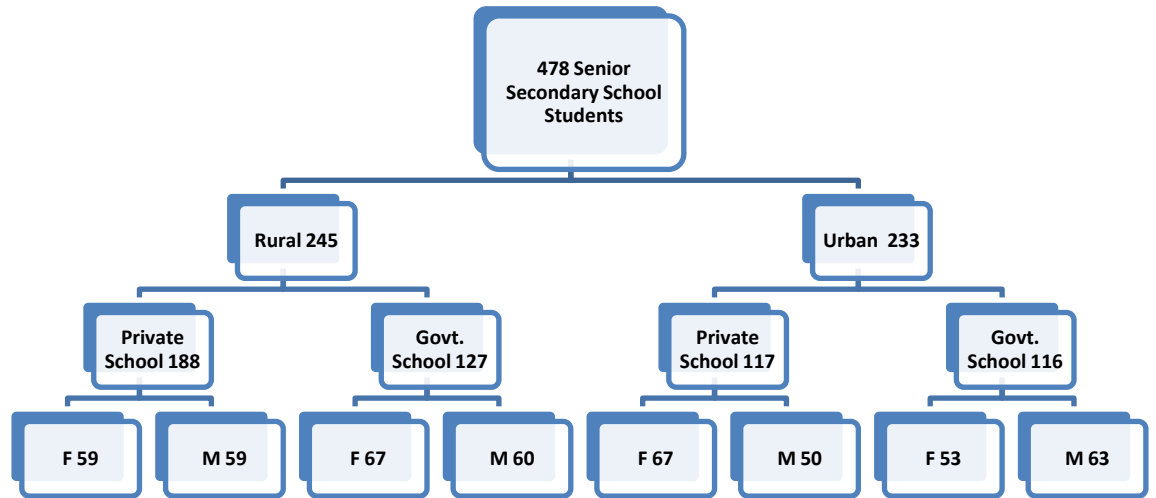 478 Senior
Secondary School
Students
Rural 245
Urban 233
Private
School 188
Govt.
School 127
Private
School 117
Govt.
School 116
F 59
M 59
F 67
M 60
F 67
M 50
F 53
M 63